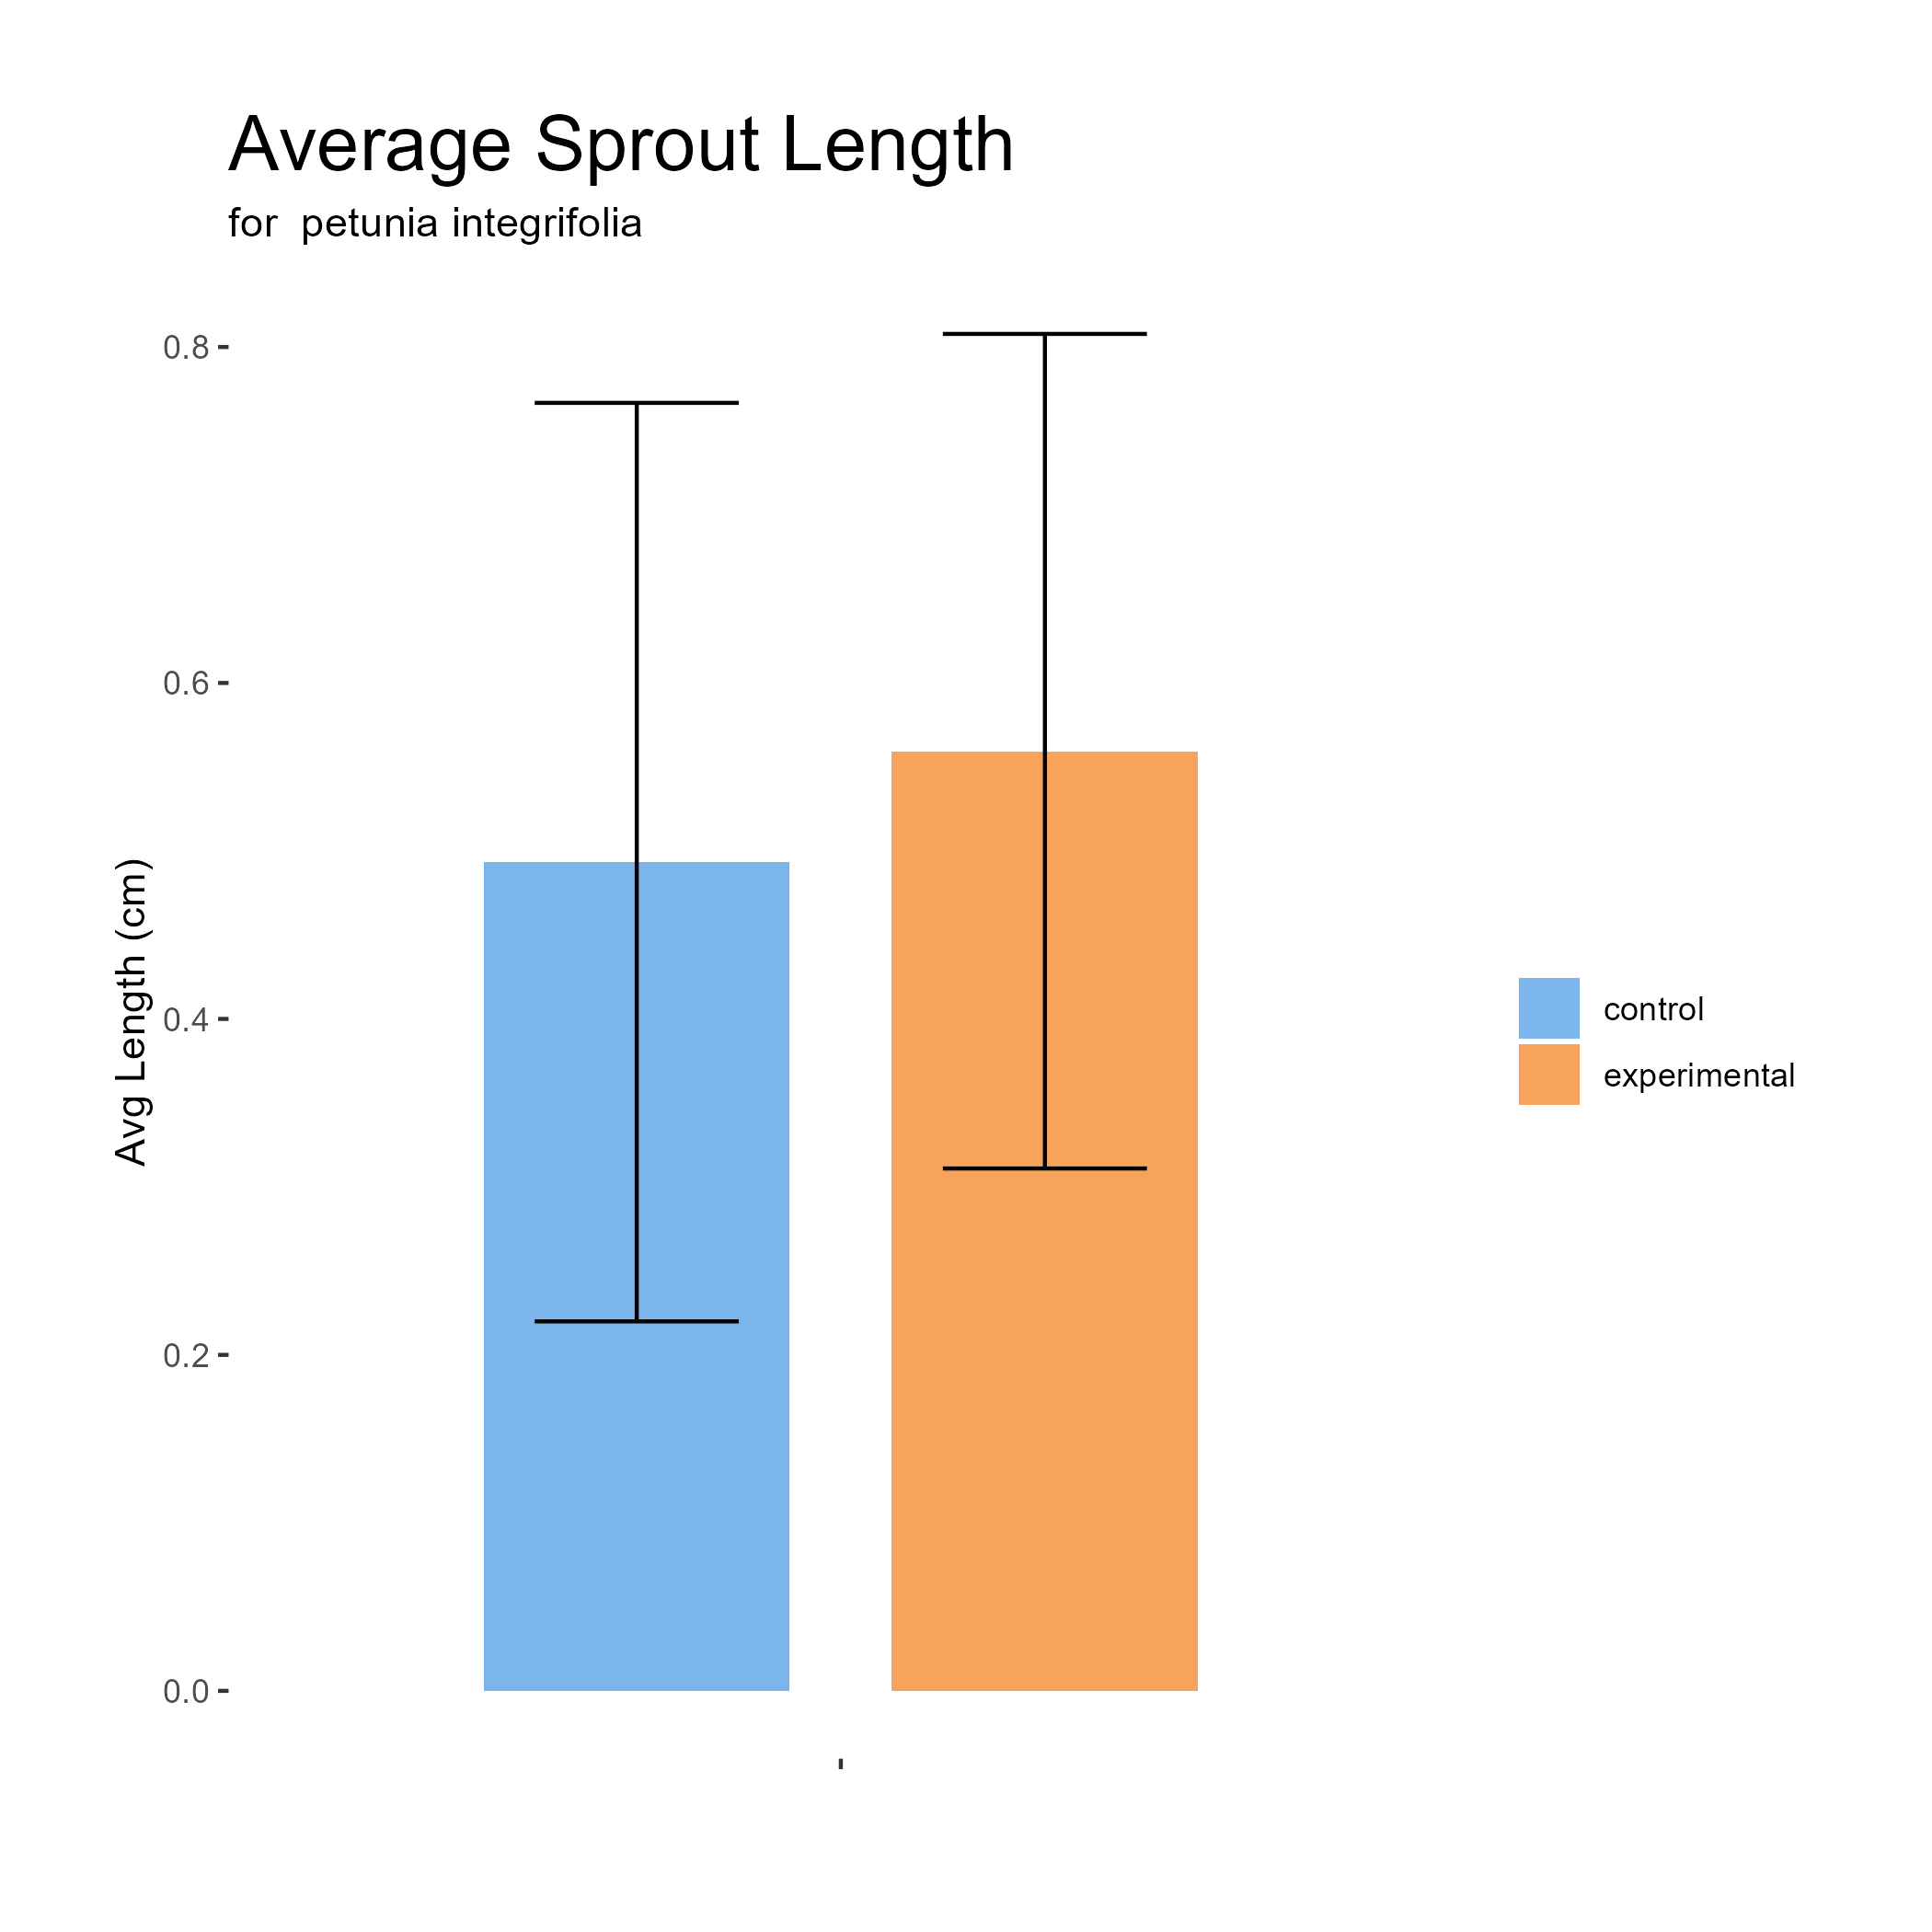 Average Sprout Length
for  petunia integrifolia
0.8
0.6
0.4
0.2
0.0
Avg Length (cm)
control
experimental